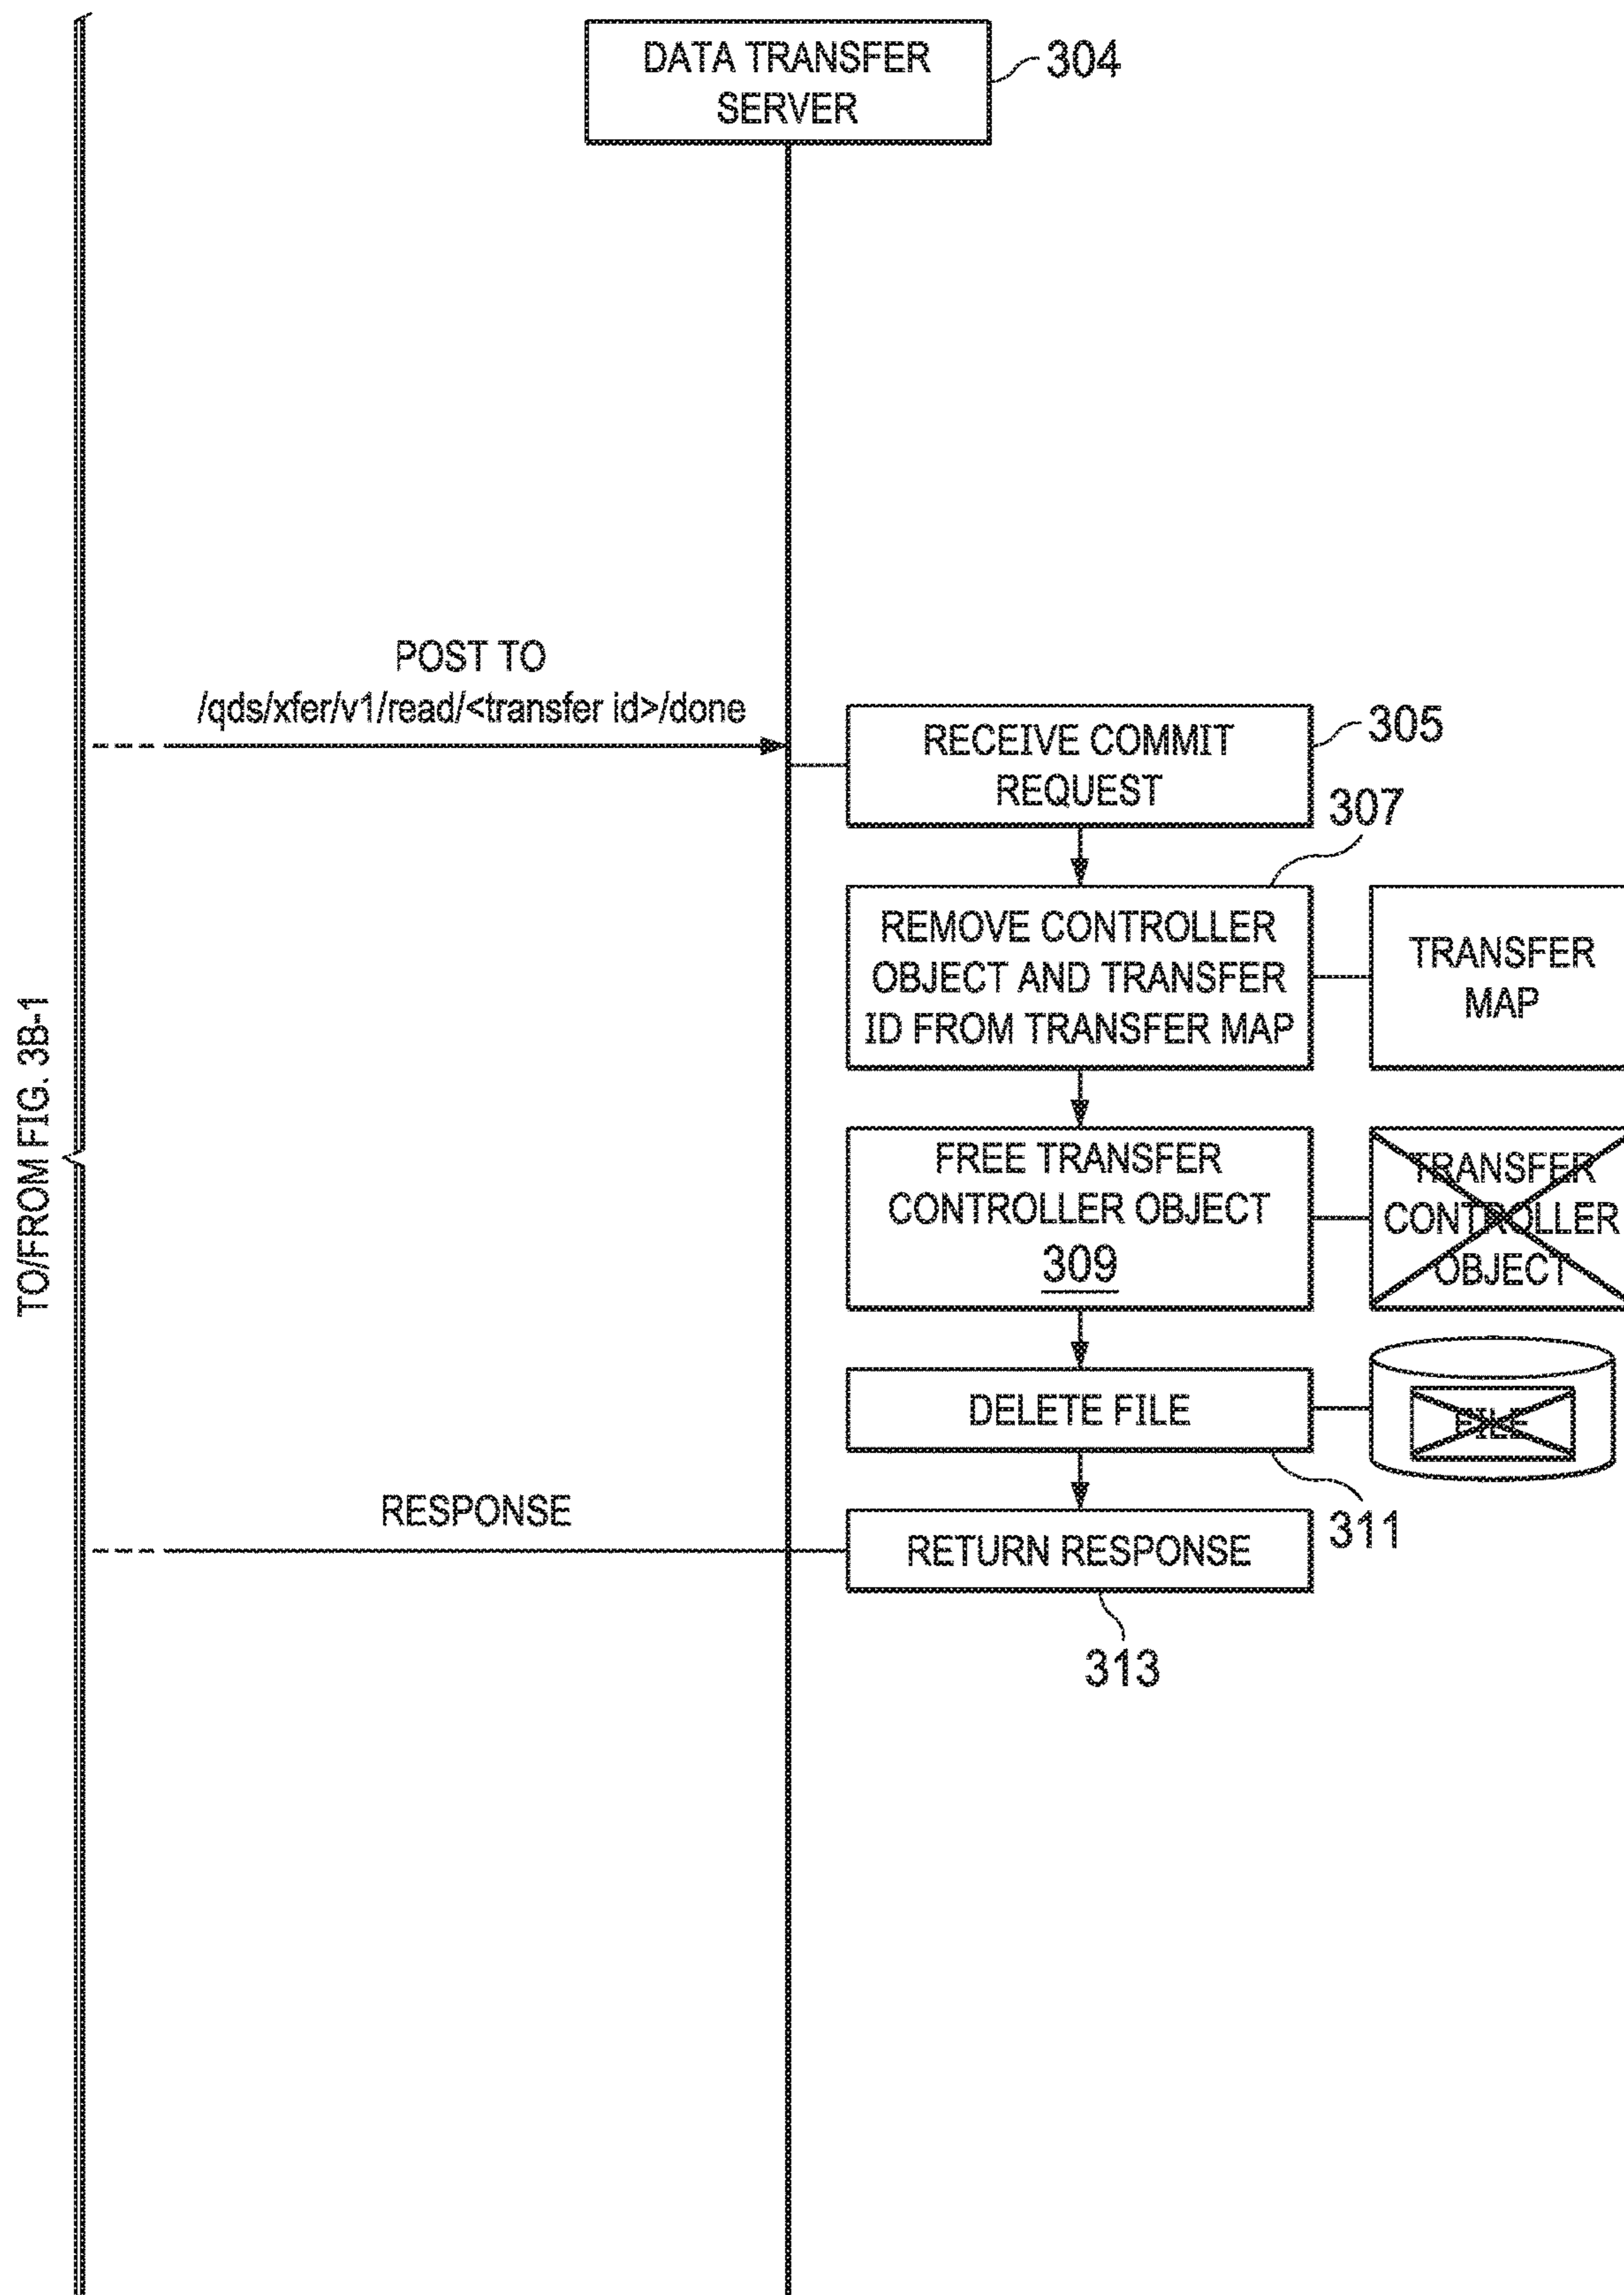 DATA TRANSFER
SERVER
304
POST TO
/qds/xfer/v1/read/<transfer id>/done
RECEIVE COMMIT
REQUEST
305
307
REMOVE CONTROLLER
OBJECT AND TRANSFER
ID FROM TRANSFER MAP
TRANSFER
MAP
TO/FROM FIG. 3B-1
FREE TRANSFER
CONTROLLER OBJECT
309
TRANSFER
CONTROLLER
OBJECT
DELETE FILE
FILE
311
RESPONSE
RETURN RESPONSE
313